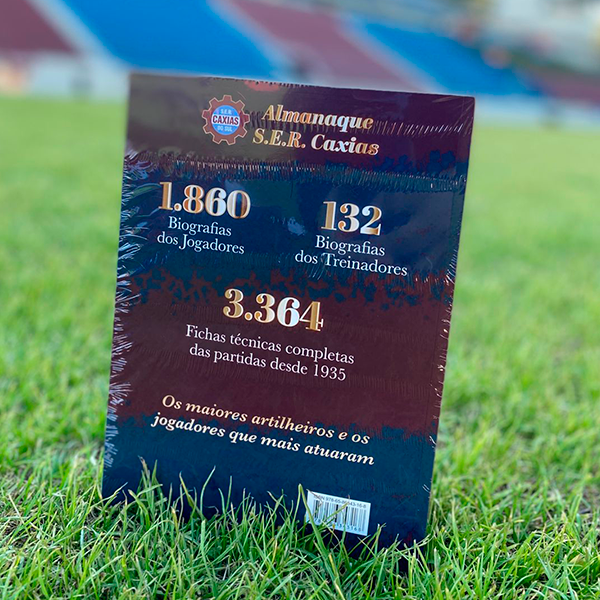 S.E.R.
CAXIAS
DO SUL
Almanaque
S.E.R. Caxias
1.860
Biografias
dos Jogadores
132
Biografias
dos Treinadores
3.364
Fichas técnicas completas
das partidas desde 1935
Os maiores artilheiros e os
jogadores que mais atuaram